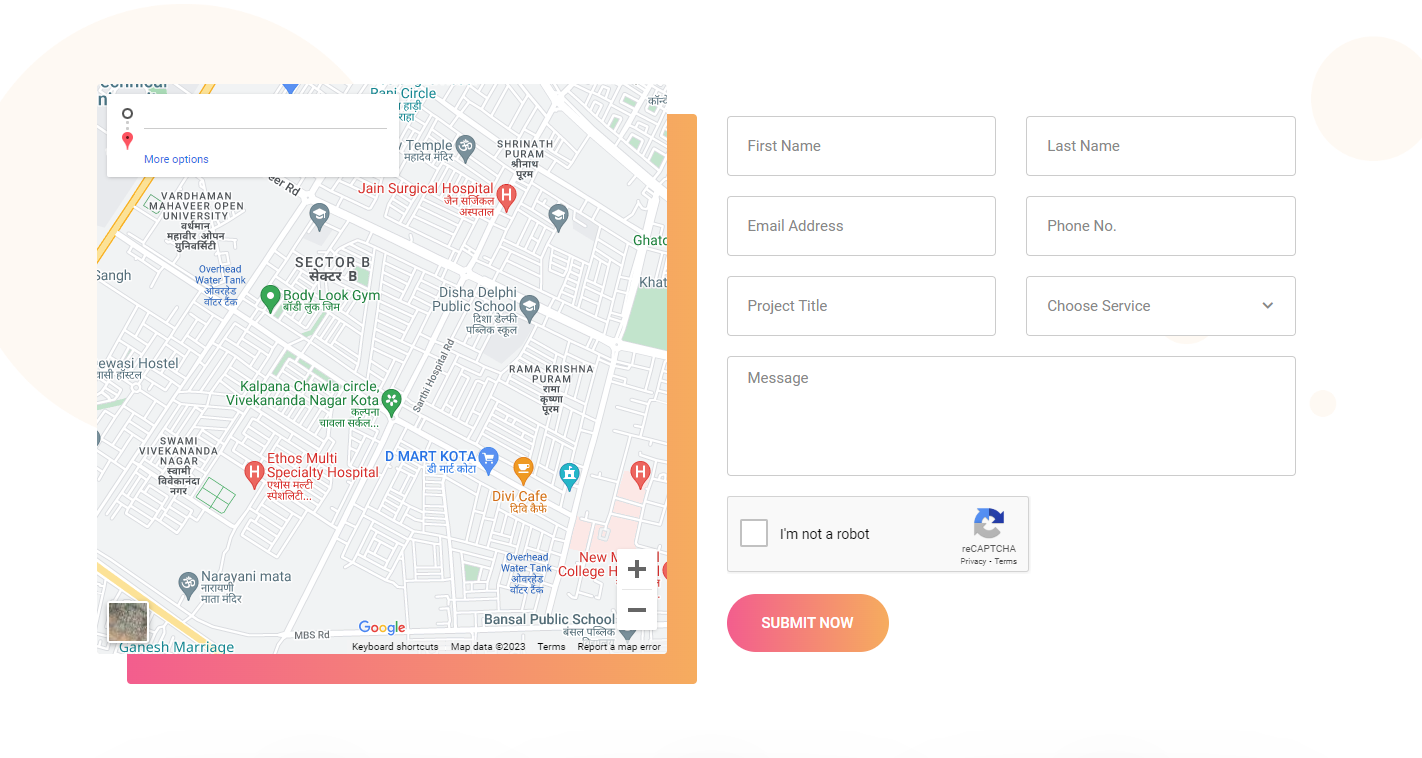 Rani Circle
More options
Temple
महादेव मंदिर
SHRINATH
PURAM
श्रीनाथ
पूरम
Jain Surgical Hospital
जैन सर्जिकल
अस्पताल
VARDHAMAN
MAHAVEER OPEN
UNIVERSITY
वर्धमान
महावीर ओपन
युनिवर्सिटी
Sangh
SECTOR B
सेक्टर B
Overhead
Water Tank
ओवरहेड
वॉटर टैंक
Body Look Gym
बॉडी लुक जिम
Disha Delphi
Public School
दिशा डेल्फी
पब्लिक स्कूल
Ghato
Khat
Sarthi Hospital Rd
ewasi Hostel
वासी हॉस्टल
RAMA KRISHNA
PURAM
रामा
कृष्णा
पूरम
Kalpana Chawla circle,
Vivekananda Nagar Kota
कल्पना
चावला सर्कल...
SWAMI
VIVEKANANDA
NAGAR
स्वामी
विवेकानंदा
नगर
Ethos Multi
Specialty Hospital
एथोस मल्टी
स्पेशलिटी...
D MART KOTA
डी मार्ट कोटा
Divi Cafe
दिवि कैफे
Narayani mata
नारायणी
माता मंदिर
Overhead
Water Tank
ओवरहेड
वॉटर टैंक
New M
College H
Bansal Public School
बंसल पब्लिक
MBS Rd
Ganesh Marriage
Google
Keyboard shortcuts Map data ©2023 Terms Report a map error
First Name Last Name
Email Address Phone No.
Project Title Choose Service
Message
I'm not a robot
reCAPTCHA
Privacy - Terms
SUBMIT NOW